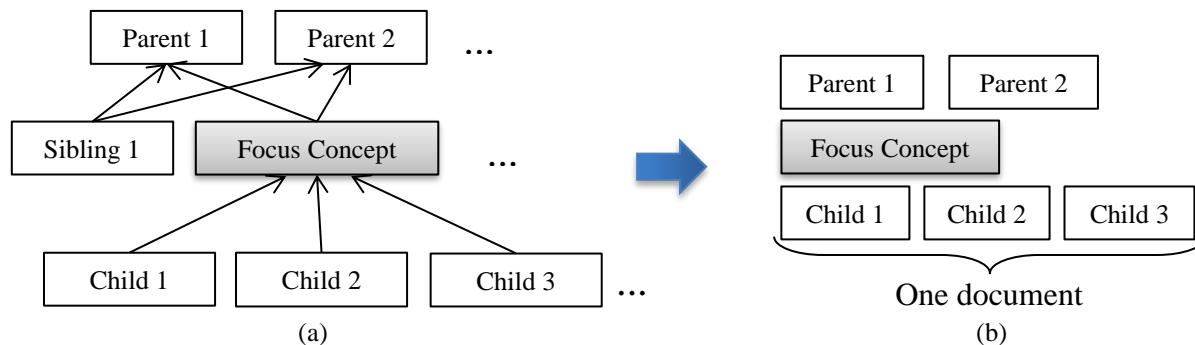 Parent 1 Parent 2 ...
Sibling 1 Focus Concept ...
Child 1 Child 2 Child 3 ...
(a)
Parent 1 Parent 2
Focus Concept
Child 1 Child 2 Child 3
One document
(b)